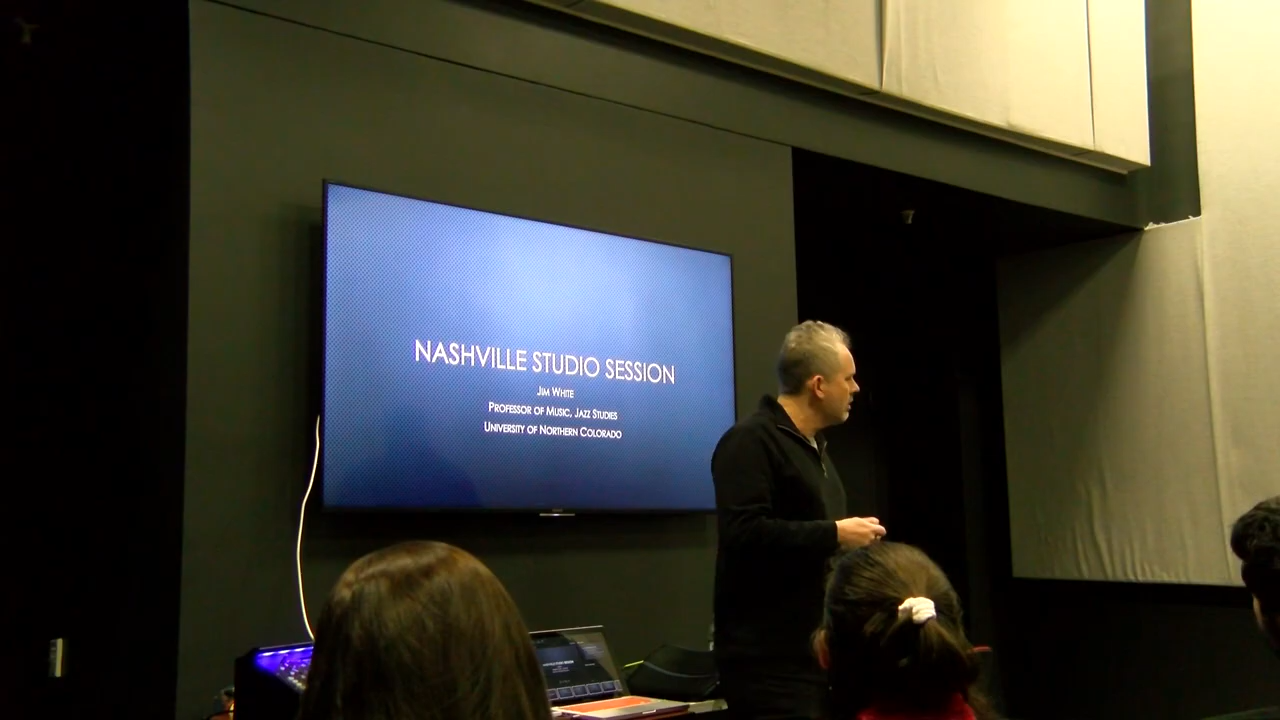 NASHVILLE STUDIO SESSION
JIM WHITE
PROFESSOR OF MUSIC, JAZZ STUDIES
UNIVERSITY OF NORTHERN COLORADO